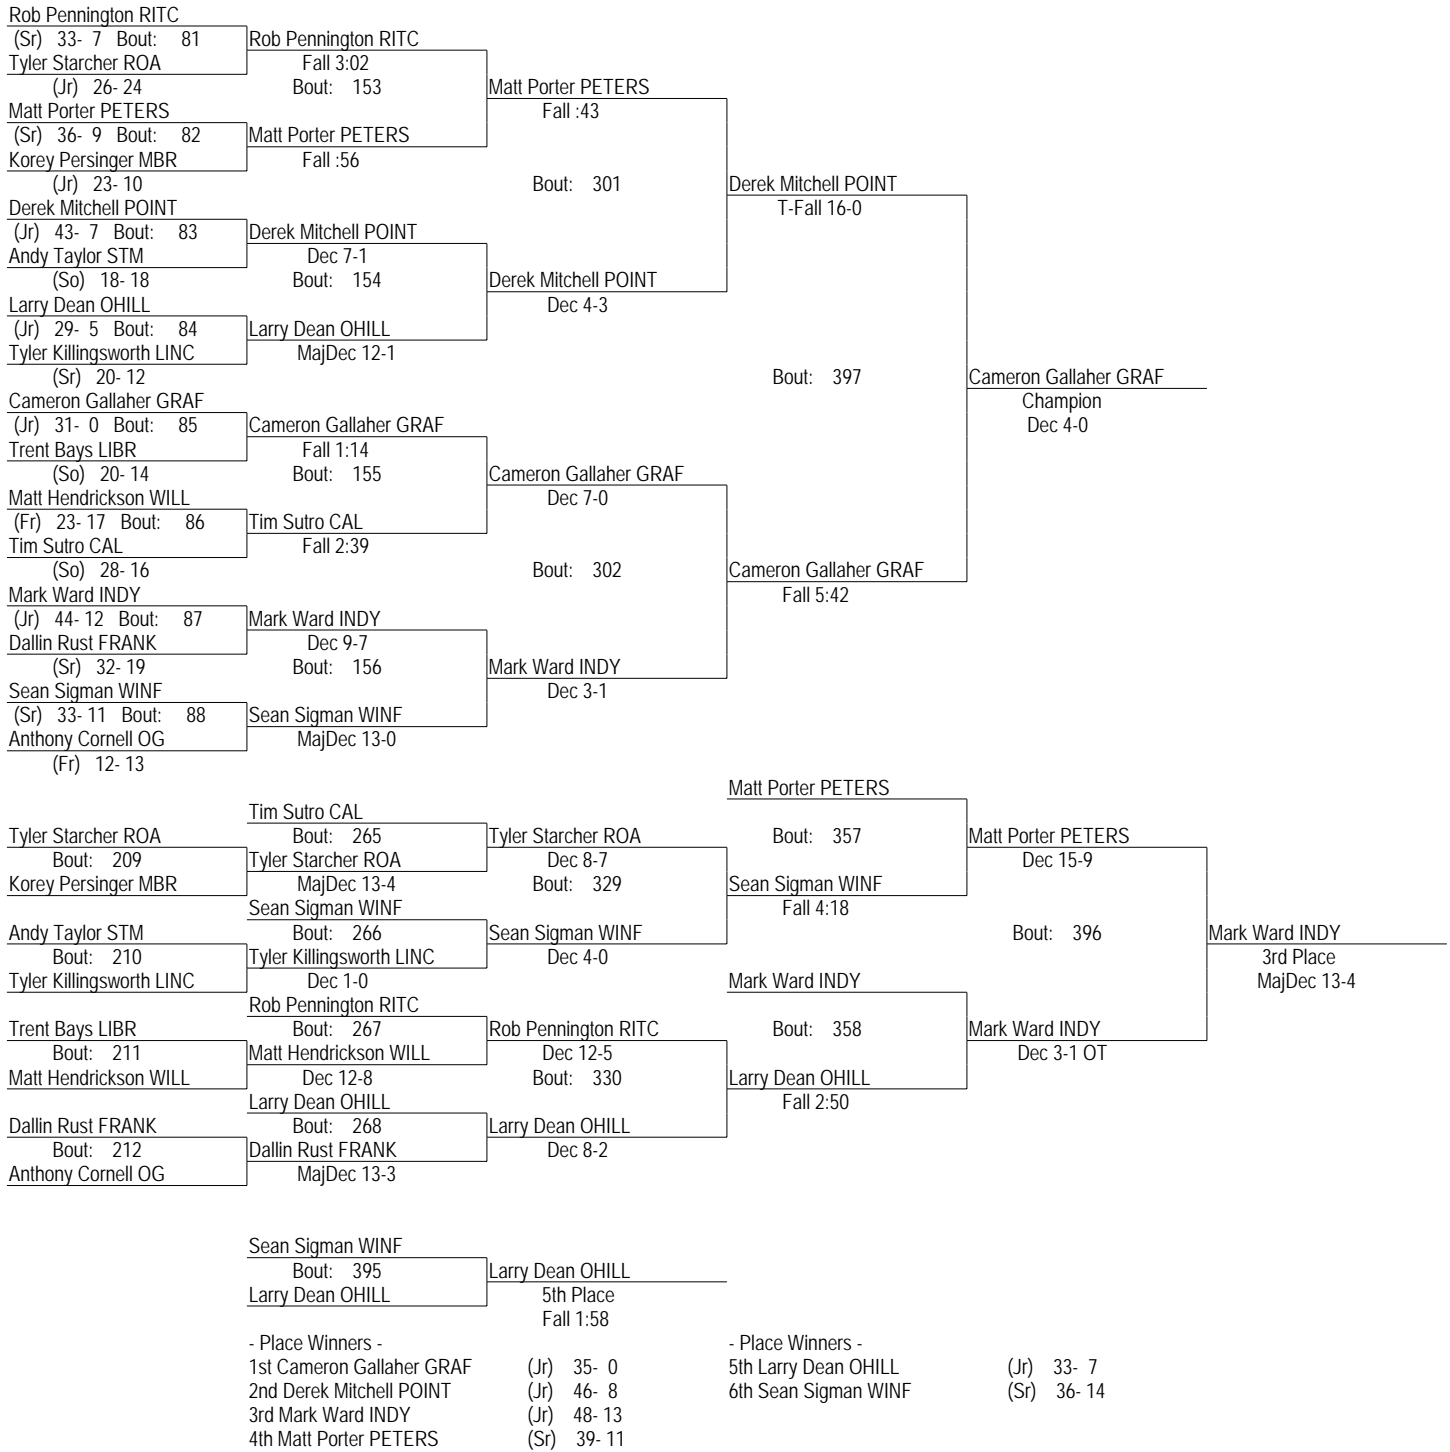 Rob Pennington RITC
(Sr) 33- 7 Bout: 81 Rob Pennington RITC
Tyler Starcher ROA Fall 3:02
(Jr) 26- 24 Bout: 153 Matt Porter PETERS
Matt Porter PETERS Fall :43
(Sr) 36- 9 Bout: 82 Matt Porter PETERS
Korey Persinger MBR Fall :56
(Jr) 23- 10 Bout: 301 Derek Mitchell POINT
Derek Mitchell POINT T-Fall 16-0
(Jr) 43- 7 Bout: 83 Derek Mitchell POINT
Andy Taylor STM Dec 7-1
(So) 18- 18 Bout: 154 Derek Mitchell POINT
Larry Dean OHILL Dec 4-3
(Jr) 29- 5 Bout: 84 Larry Dean OHILL
Tyler Killingsworth LINC MajDec 12-1
(Sr) 20- 12 Bout: 397 Cameron Gallaher GRAF
Cameron Gallaher GRAF Champion
(Jr) 31- 0 Bout: 85 Cameron Gallaher GRAF Dec 4-0
Trent Bays LIBR Fall 1:14
(So) 20- 14 Bout: 155 Cameron Gallaher GRAF
Matt Hendrickson WILL Dec 7-0
(Fr) 23- 17 Bout: 86 Tim Sutro CAL
Tim Sutro CAL Fall 2:39
(So) 28- 16 Bout: 302 Cameron Gallaher GRAF
Mark Ward INDY Fall 5:42
(Jr) 44- 12 Bout: 87 Mark Ward INDY
Dallin Rust FRANK Dec 9-7
(Sr) 32- 19 Bout: 156 Mark Ward INDY
Sean Sigman WINF Dec 3-1
(Sr) 33- 11 Bout: 88 Sean Sigman WINF
Anthony Cornell OG MajDec 13-0
(Fr) 12- 13
Matt Porter PETERS
Tim Sutro CAL
Tyler Starcher ROA Bout: 265 Tyler Starcher ROA Bout: 357 Matt Porter PETERS
Bout: 209 Tyler Starcher ROA Dec 8-7 Dec 15-9
Korey Persinger MBR MajDec 13-4 Bout: 329 Sean Sigman WINF
Sean Sigman WINF Fall 4:18
Andy Taylor STM Bout: 266 Sean Sigman WINF Bout: 396 Mark Ward INDY
Bout: 210 Tyler Killingsworth LINC Dec 4-0 3rd Place
Tyler Killingsworth LINC Dec 1-0 Mark Ward INDY MajDec 13-4
Rob Pennington RITC
Trent Bays LIBR Bout: 267 Rob Pennington RITC Bout: 358 Mark Ward INDY
Bout: 211 Matt Hendrickson WILL Dec 12-5 Dec 3-1 OT
Matt Hendrickson WILL Dec 12-8 Bout: 330 Larry Dean OHILL
Larry Dean OHILL Fall 2:50
Dallin Rust FRANK Bout: 268 Larry Dean OHILL
Bout: 212 Dallin Rust FRANK Dec 8-2
Anthony Cornell OG MajDec 13-3
Sean Sigman WINF
Bout: 395 Larry Dean OHILL
Larry Dean OHILL 5th Place
Fall 1:58
- Place Winners - - Place Winners -
1st Cameron Gallaher GRAF (Jr) 35- 0 5th Larry Dean OHILL (Jr) 33- 7
2nd Derek Mitchell POINT (Jr) 46- 8 6th Sean Sigman WINF (Sr) 36- 14
3rd Mark Ward INDY (Jr) 48- 13
4th Matt Porter PETERS (Sr) 39- 11